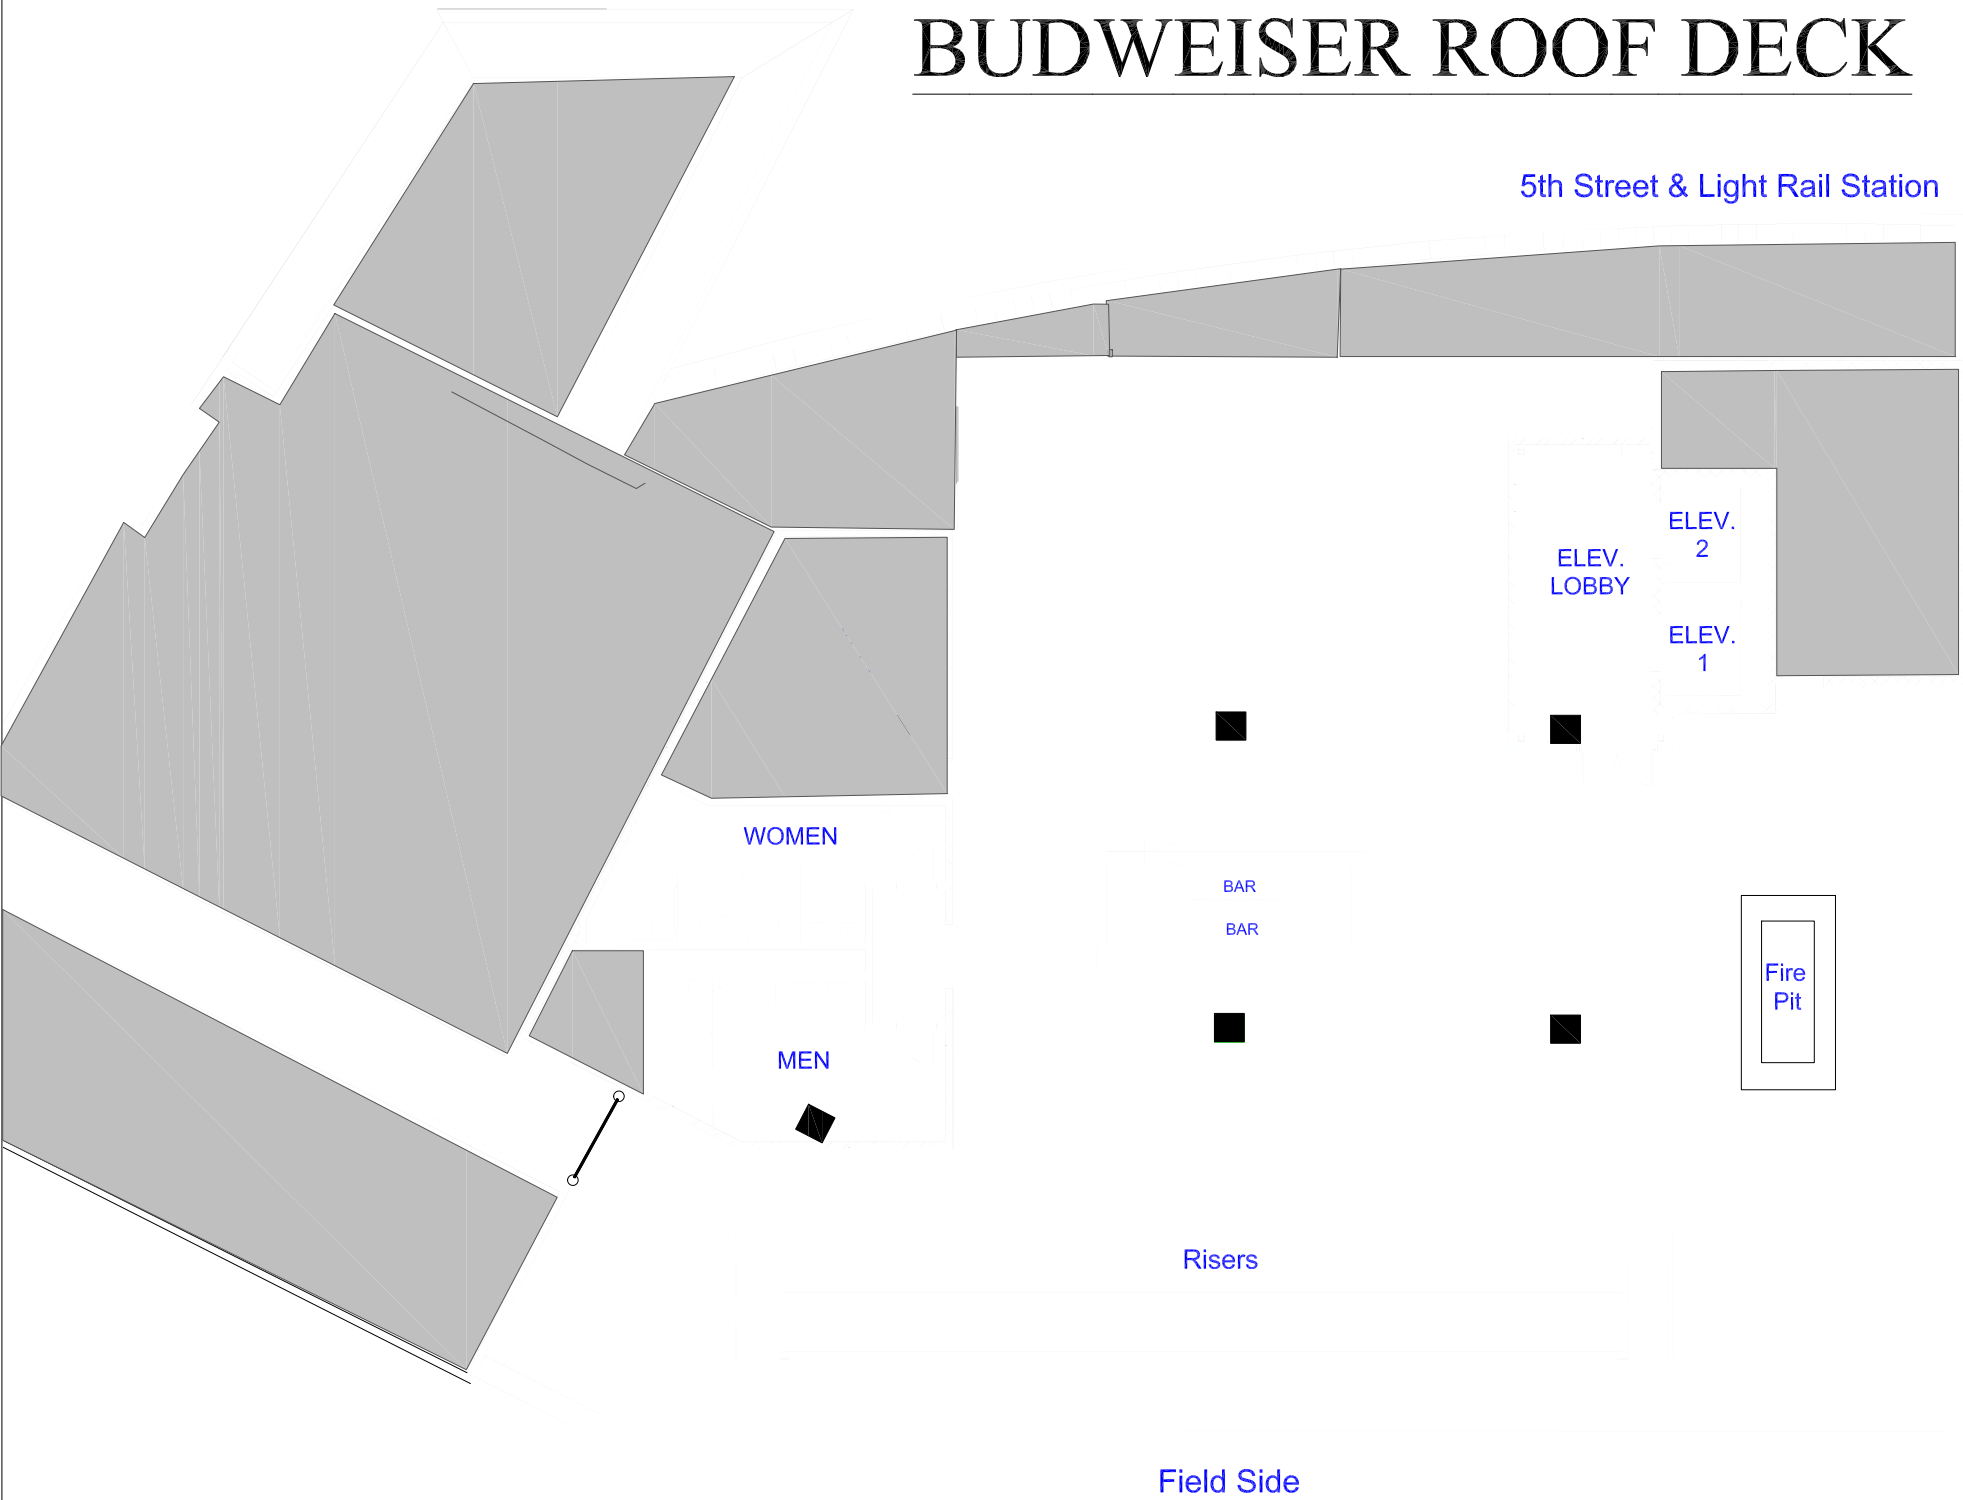 BUDWEISER ROOF DECK
5th Street & Light Rail Station
ELEV.
2
ELEV.
LOBBY
ELEV.
1
WOMEN
BAR
BAR
Fire
Pit
MEN
Risers
Field Side